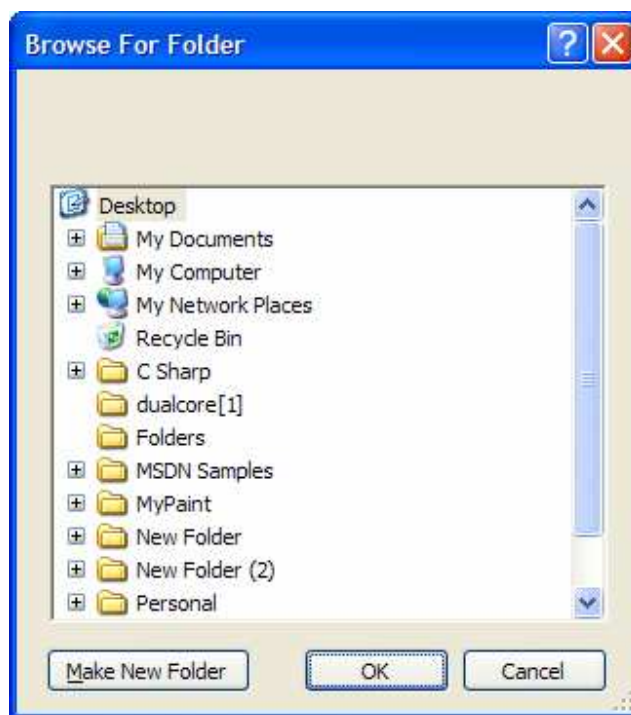 Browse For Folder
Desktop
My Documents
My Computer
My Network Places
Recycle Bin
C Sharp
dualcore[1]
Folders
MSDN Samples
MyPaint
New Folder
New Folder (2)
Personal
Make New Folder OK Cancel